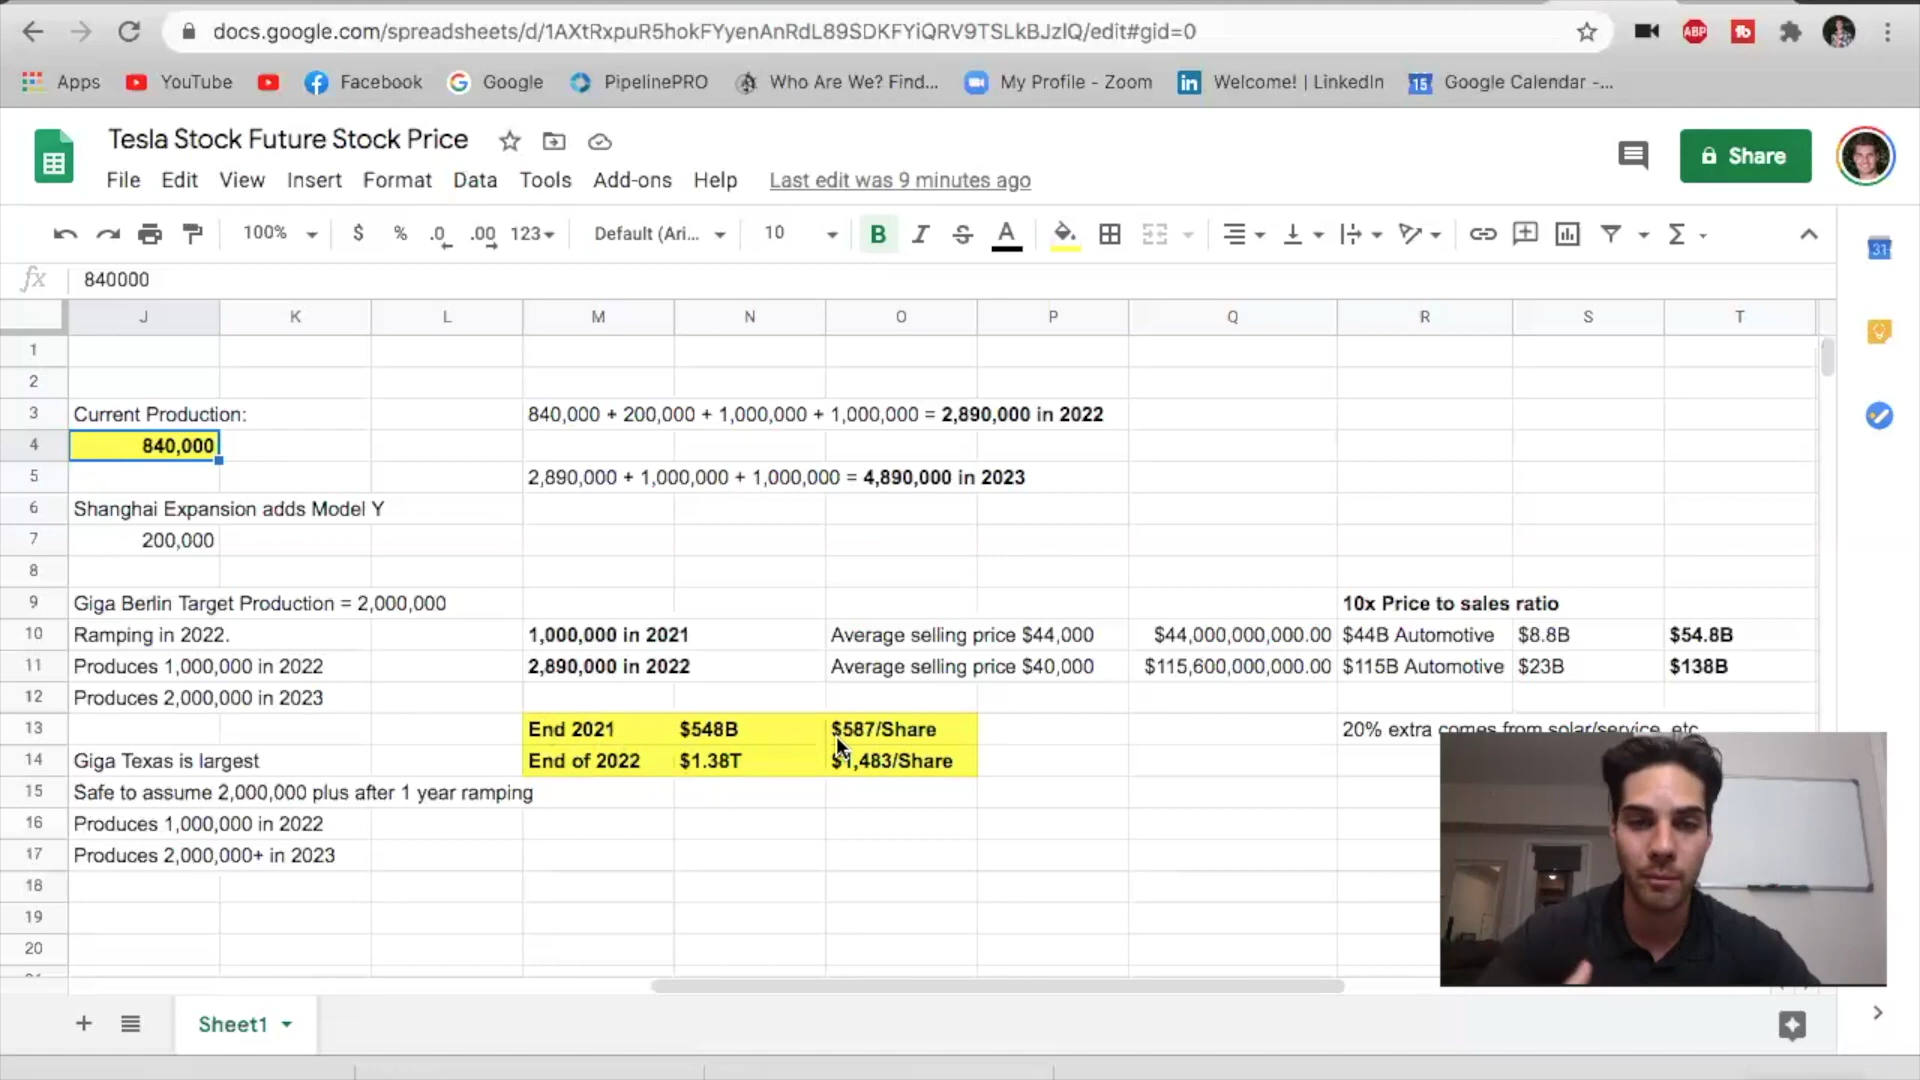 docs.google.com/spreadsheets/d/1AXtRxpuR5hokFYyenAnRdL89SDKFYiQRV9TSLkBJzIQ/edit#gid=0
ABP
Apps YouTube Facebook Google PipelinePRO Who Are We? Find... My Profile - Zoom Welcome! | LinkedIn 15 Google Calendar -...
Tesla Stock Future Stock Price
Share
File Edit View Insert Format Data Tools Add-ons Help Last edit was 9 minutes ago
100% $ % .0 .00 123 Default (Ari... 10 B I S A
31
fx 840000
J K L M N O P Q R S T
1
2
3 Current Production: 840,000 + 200,000 + 1,000,000 + 1,000,000 = 2,890,000 in 2022
4 840,000
5 2,890,000 + 1,000,000 + 1,000,000 = 4,890,000 in 2023
6 Shanghai Expansion adds Model Y
7 200,000
8
9 Giga Berlin Target Production = 2,000,000 10x Price to sales ratio
10 Ramping in 2022. 1,000,000 in 2021 Average selling price $44,000 $44,000,000,000.00 $44B Automotive $8.8B $54.8B
11 Produces 1,000,000 in 2022 2,890,000 in 2022 Average selling price $40,000 $115,600,000,000.00 $115B Automotive $23B $138B
12 Produces 2,000,000 in 2023
13 End 2021 $548B $587/Share 20% extra comes from solar/service, etc
14 Giga Texas is largest End of 2022 $1.38T $1,483/Share
15 Safe to assume 2,000,000 plus after 1 year ramping
16 Produces 1,000,000 in 2022
17 Produces 2,000,000+ in 2023
18
19
20
Sheet1